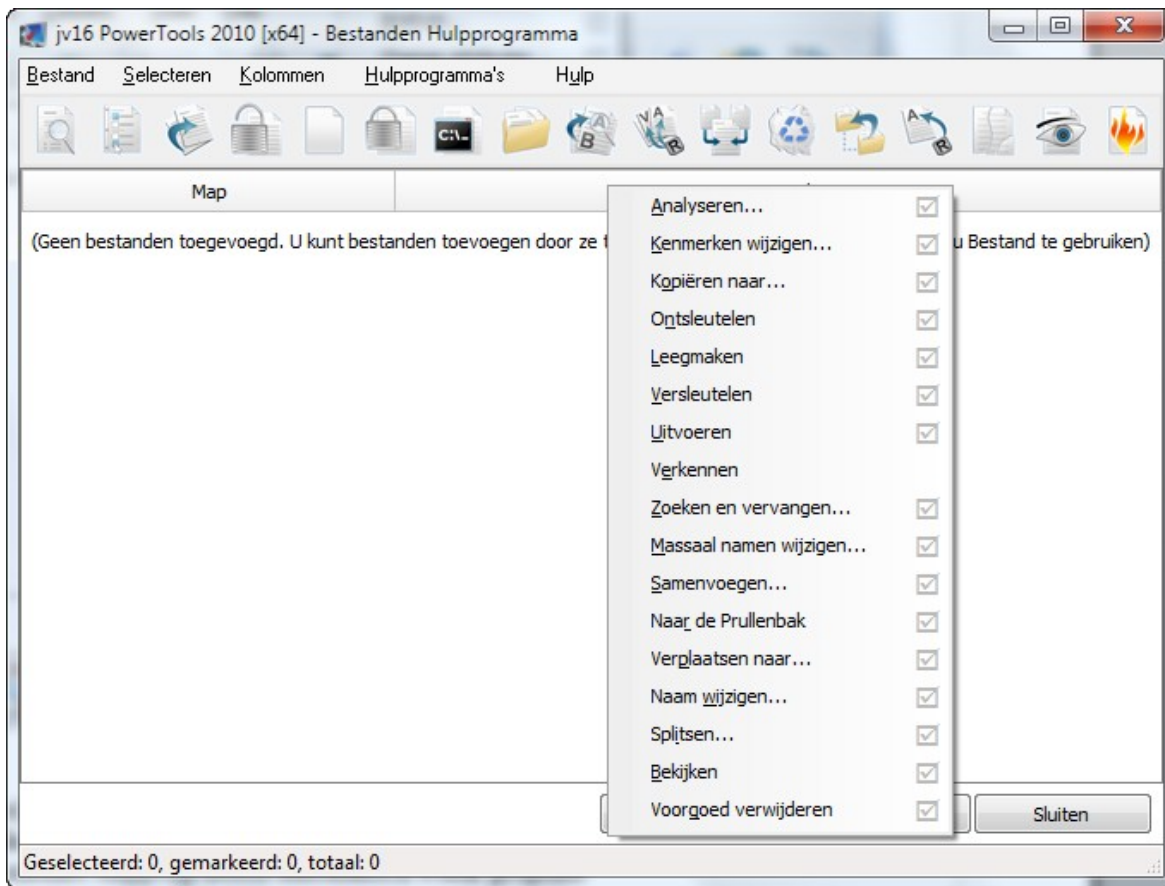 jv16 PowerTools 2010 [x64] - Bestanden Hulpprogramma
Bestand Selecteren Kolommen Hulpprogramma's Hulp
C:\_
A B
A B
A R
Map
(Geen bestanden toegevoegd. U kunt bestanden toevoegen door ze Bestand te gebruiken)
Analyseren...
Kenmerken wijzigen...
Kopiëren naar...
Ontsleutelen
Leegmaken
Versleutelen
Uitvoeren
Verkennen
Zoeken en vervangen...
Massaal namen wijzigen...
Samenvoegen...
Naar de Prullenbak
Verplaatsen naar...
Naam wijzigen...
Splitsen...
Bekijken
Voorgoed verwijderen
Sluiten
Geselecteerd: 0, gemarkeerd: 0, totaal: 0